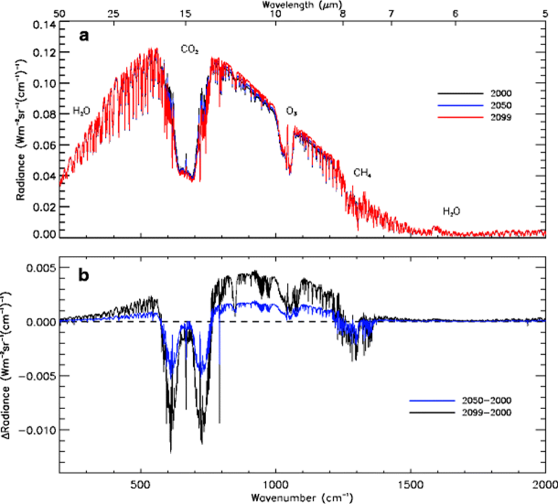 Wavelength (μm)
50 20 15 10 8 7 6 5
a
0.14
0.12
0.10
0.08
0.06
0.04
0.02
0.00
Radiance (Wm⁻²sr⁻¹(cm⁻¹)⁻¹)
CO₂
H₂O
O₃
CH₄
H₂O
2000
2050
2099
b
0.005
0.000
−0.005
−0.010
ΔRadiance (Wm⁻²sr⁻¹(cm⁻¹)⁻¹)
2050−2000
2099−2000
500 1000 1500 2000
Wavenumber (cm⁻¹)